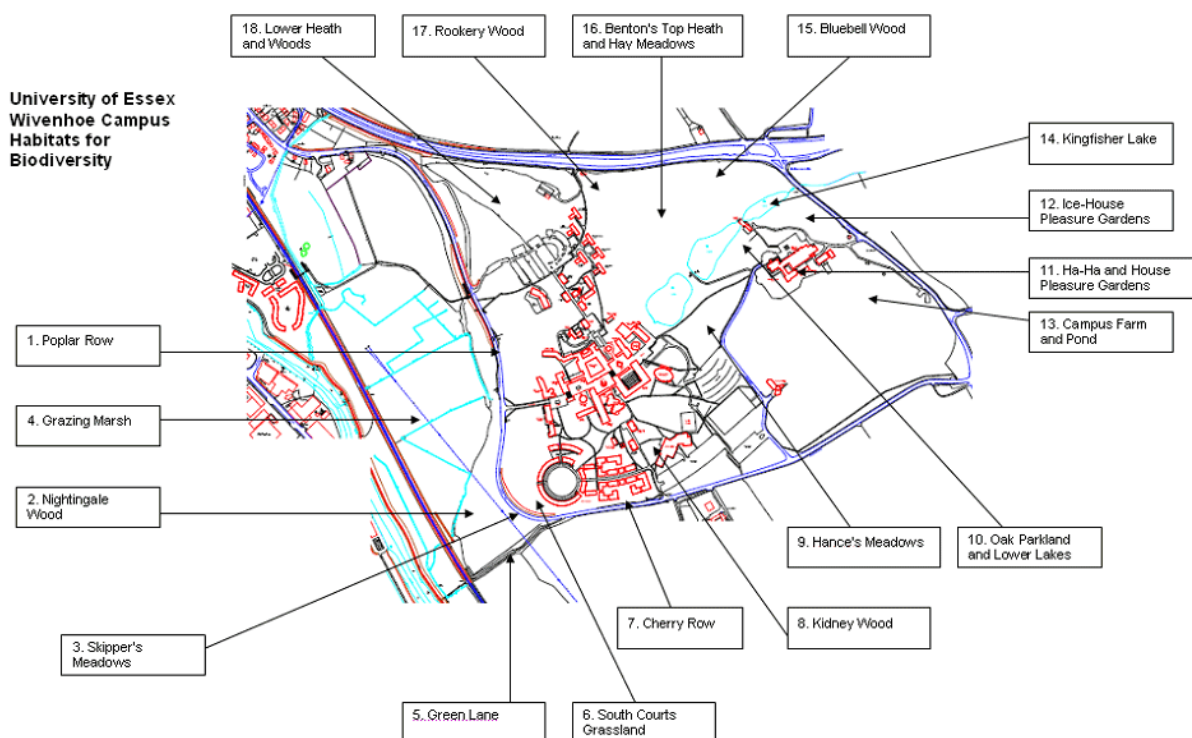 18. Lower Heath
and Woods
17. Rookery Wood
16. Benton's Top Heath
and Hay Meadows
15. Bluebell Wood
University of Essex
Wivenhoe Campus
Habitats for
Biodiversity
14. Kingfisher Lake
12. Ice-House
Pleasure Gardens
11. Ha-Ha and House
Pleasure Gardens
13. Campus Farm
and Pond
1. Poplar Row
4. Grazing Marsh
2. Nightingale
Wood
9. Hance's Meadows
10. Oak Parkland
and Lower Lakes
3. Skipper's
Meadows
7. Cherry Row
8. Kidney Wood
5. Green Lane
6. South Courts
Grassland